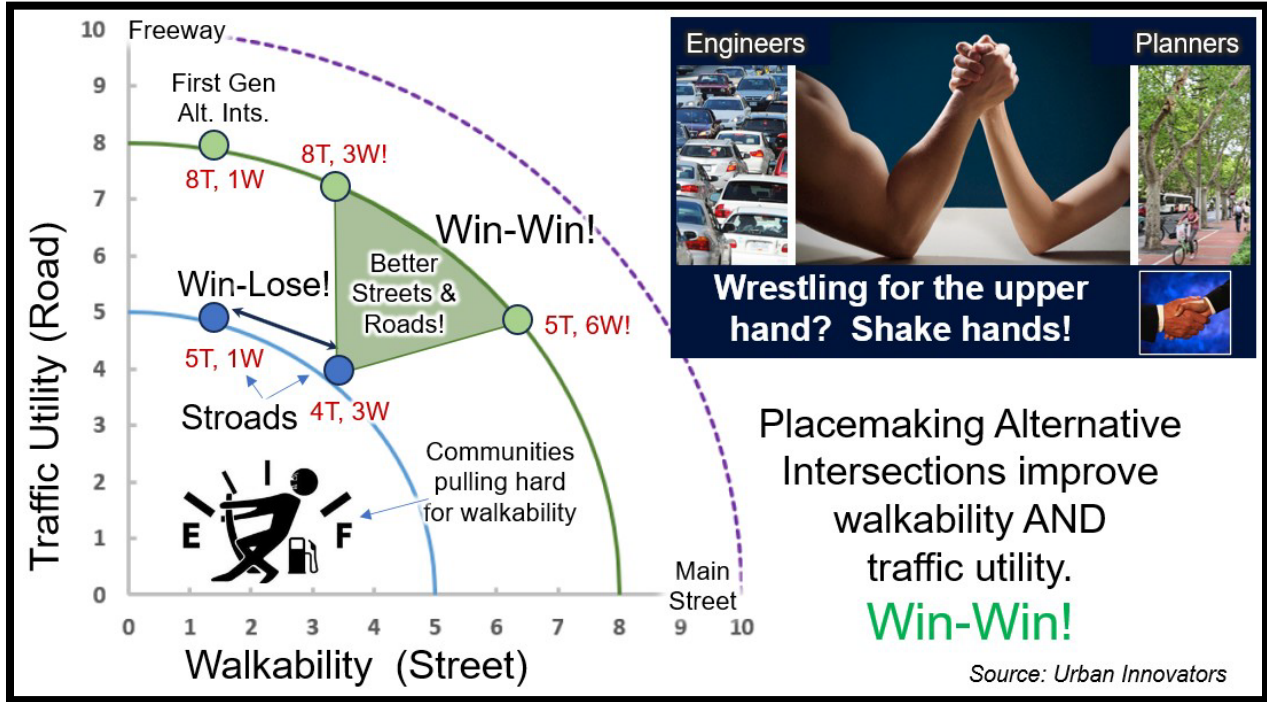 10
9
8
7
6
5
4
3
2
1
0
Traffic Utility (Road)
Freeway
First Gen
Alt. Ints.
8T, 1W
8T, 3W!
Win-Win!
Better
Streets &
Roads!
Win-Lose!
5T, 6W!
5T, 1W
Stroads
4T, 3W
Communities
pulling hard
for walkability
E
F
Main
Street
0 1 2 3 4 5 6 7 8 9 10
Walkability (Street)
Engineers
Planners
Wrestling for the upper
hand? Shake hands!
Placemaking Alternative
Intersections improve
walkability AND
traffic utility.
Win-Win!
Source: Urban Innovators